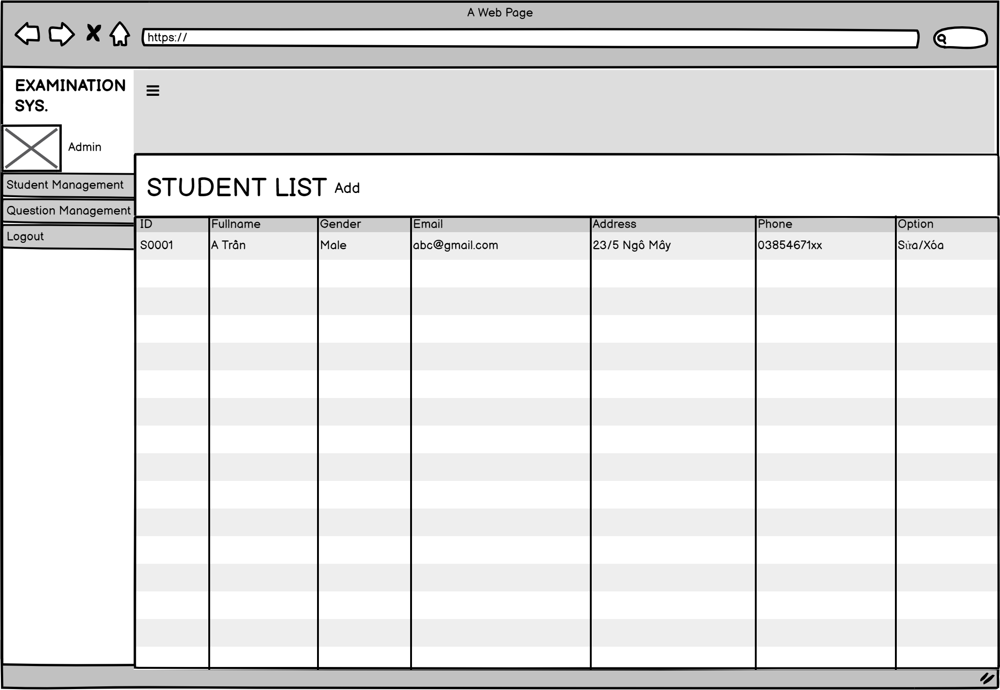 A Web Page
https://
EXAMINATION
SYS.
Admin
Student Management
Question Management
Logout
STUDENT LIST Add
ID Fullname Gender Email Address Phone Option
S0001 A Trần Male abc@gmail.com 23/5 Ngô Mây 03854671xx Sửa/Xóa